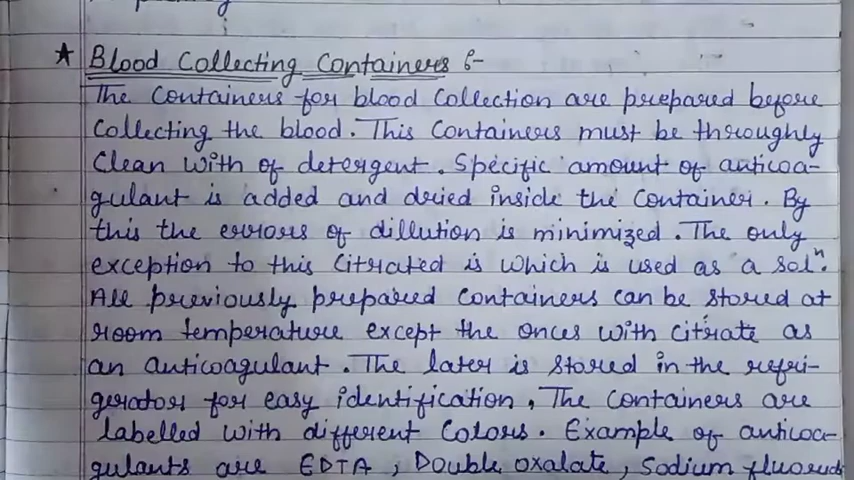 ★ Blood Collecting Containers :-
The Containers for blood Collection are prepared before
Collecting the blood. This Containers must be throughly
Clean with of detergent. Specific amount of anticoa-
gulant is added and dried inside the Container. By
this the errors of dillution is minimized. The only
exception to this Citrated is which is used as a solⁿ.
All previously prepared Containers can be stored at
room temperature except the onces with citrate as
an anticoagulant. The later is stored in the refri-
gerators for easy identification, The containers are
labelled with different Colors. Example of anticoa-
gulants are EDTA, Double oxalate, Sodium